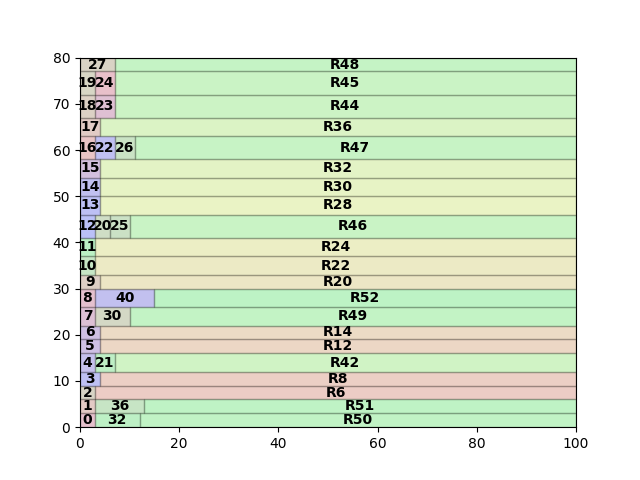 80
27 R48
19 24 R45
70
18 23 R44
17 R36
60
16 22 26 R47
15 R32
14 R30
50
13 R28
12 20 25 R46
40
11 R24
10 R22
9 R20
30
8 40 R52
7 30 R49
20
6 R14
5 R12
4 21 R42
10
3 R8
2 R6
1 36 R51
0 32 R50
0
0 20 40 60 80 100